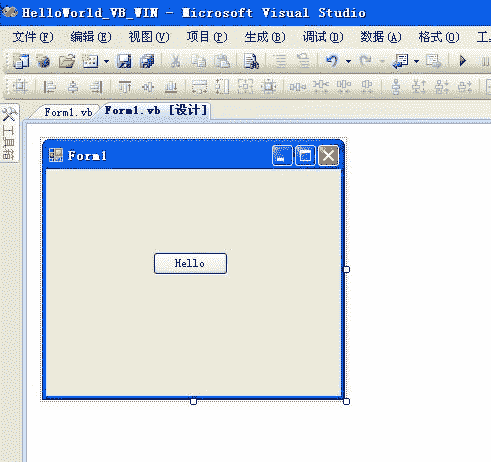 HelloWorld_VB_WIN - Microsoft Visual Studio
文件(F) 编辑(E) 视图(V) 项目(P) 生成(B) 调试(D) 数据(A) 格式(O) 工
Form1.vb Form1.vb [设计]
工具箱
Form1
Hello